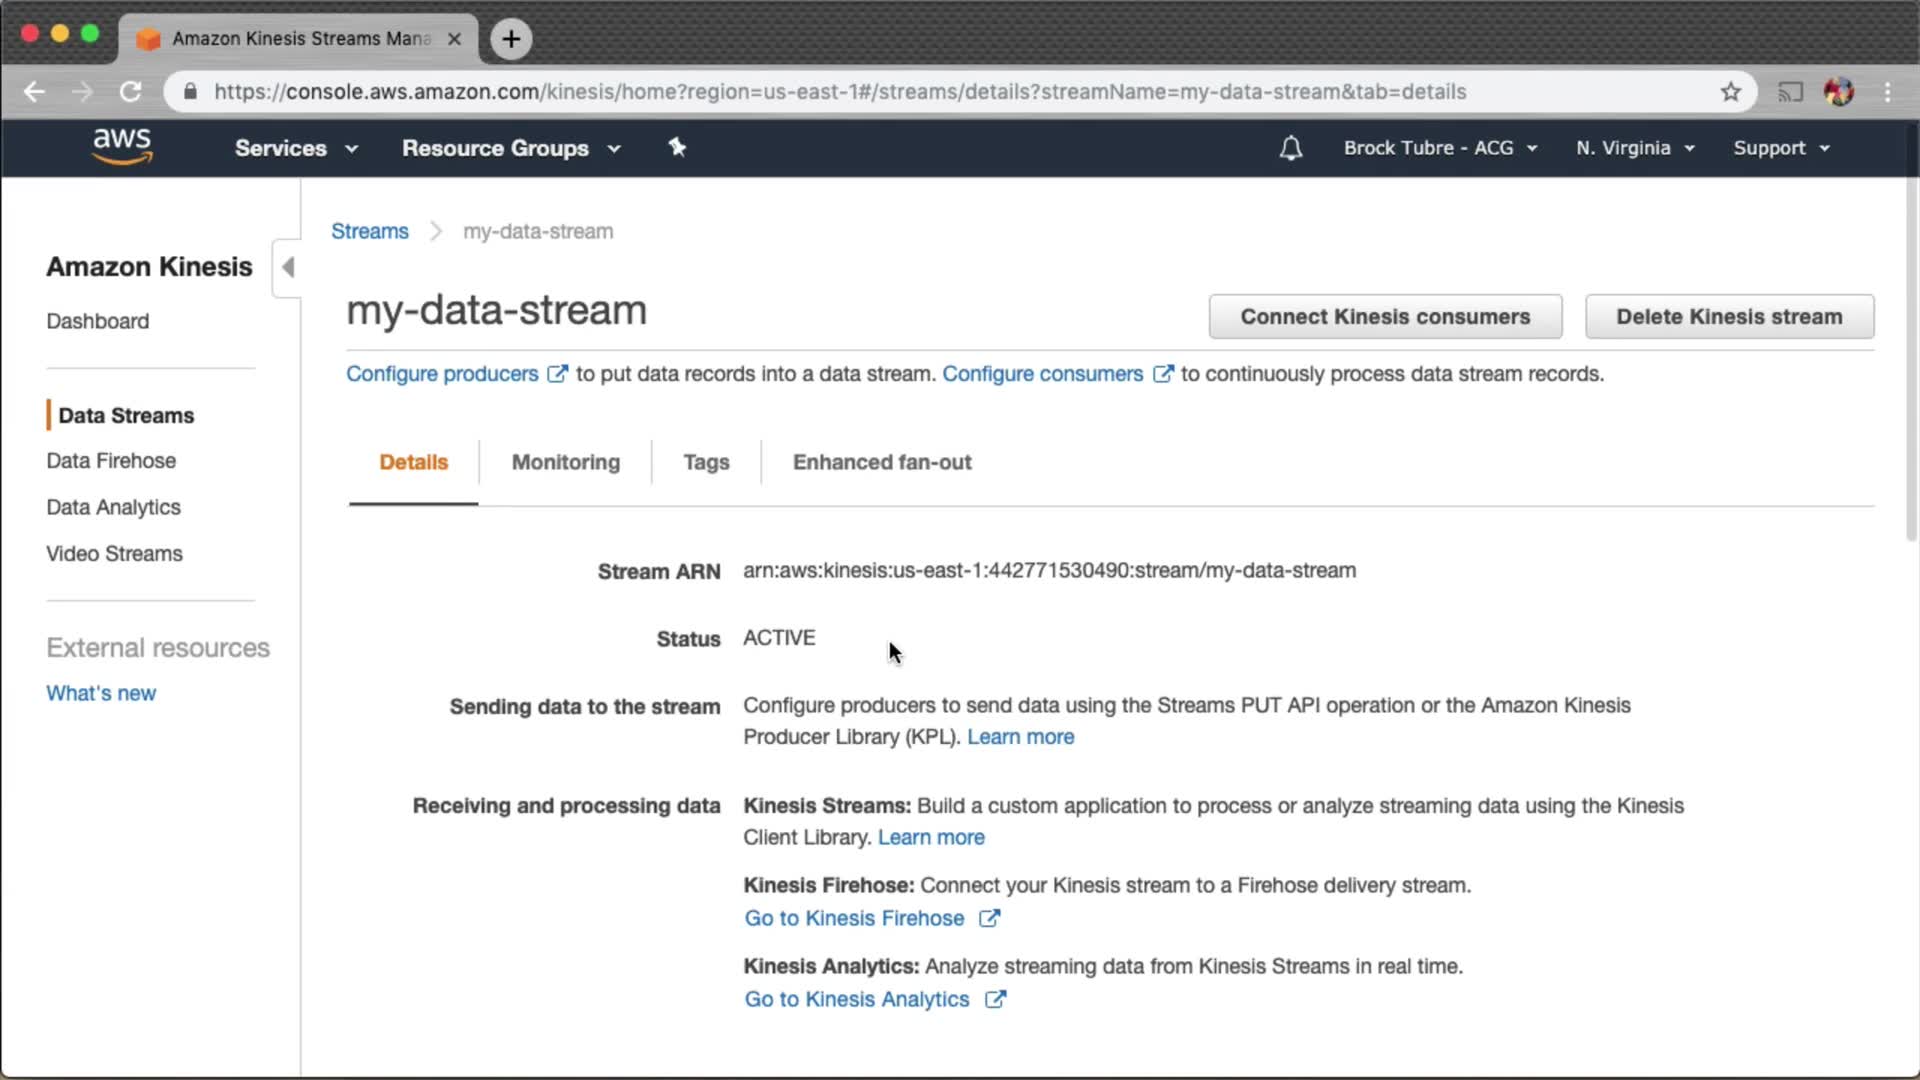 Amazon Kinesis Streams Mana
https://console.aws.amazon.com/kinesis/home?region=us-east-1#/streams/details?streamName=my-data-stream&tab=details
aws
Services
Resource Groups
Brock Tubre - ACG
N. Virginia
Support
Amazon Kinesis
Dashboard
Data Streams
Data Firehose
Data Analytics
Video Streams
External resources
What's new
Streams
my-data-stream
my-data-stream
Connect Kinesis consumers
Delete Kinesis stream
Configure producers to put data records into a data stream. Configure consumers to continuously process data stream records.
Details
Monitoring
Tags
Enhanced fan-out
Stream ARN
arn:aws:kinesis:us-east-1:442771530490:stream/my-data-stream
Status
ACTIVE
Sending data to the stream
Configure producers to send data using the Streams PUT API operation or the Amazon Kinesis
Producer Library (KPL). Learn more
Receiving and processing data
Kinesis Streams: Build a custom application to process or analyze streaming data using the Kinesis
Client Library. Learn more
Kinesis Firehose: Connect your Kinesis stream to a Firehose delivery stream.
Go to Kinesis Firehose
Kinesis Analytics: Analyze streaming data from Kinesis Streams in real time.
Go to Kinesis Analytics